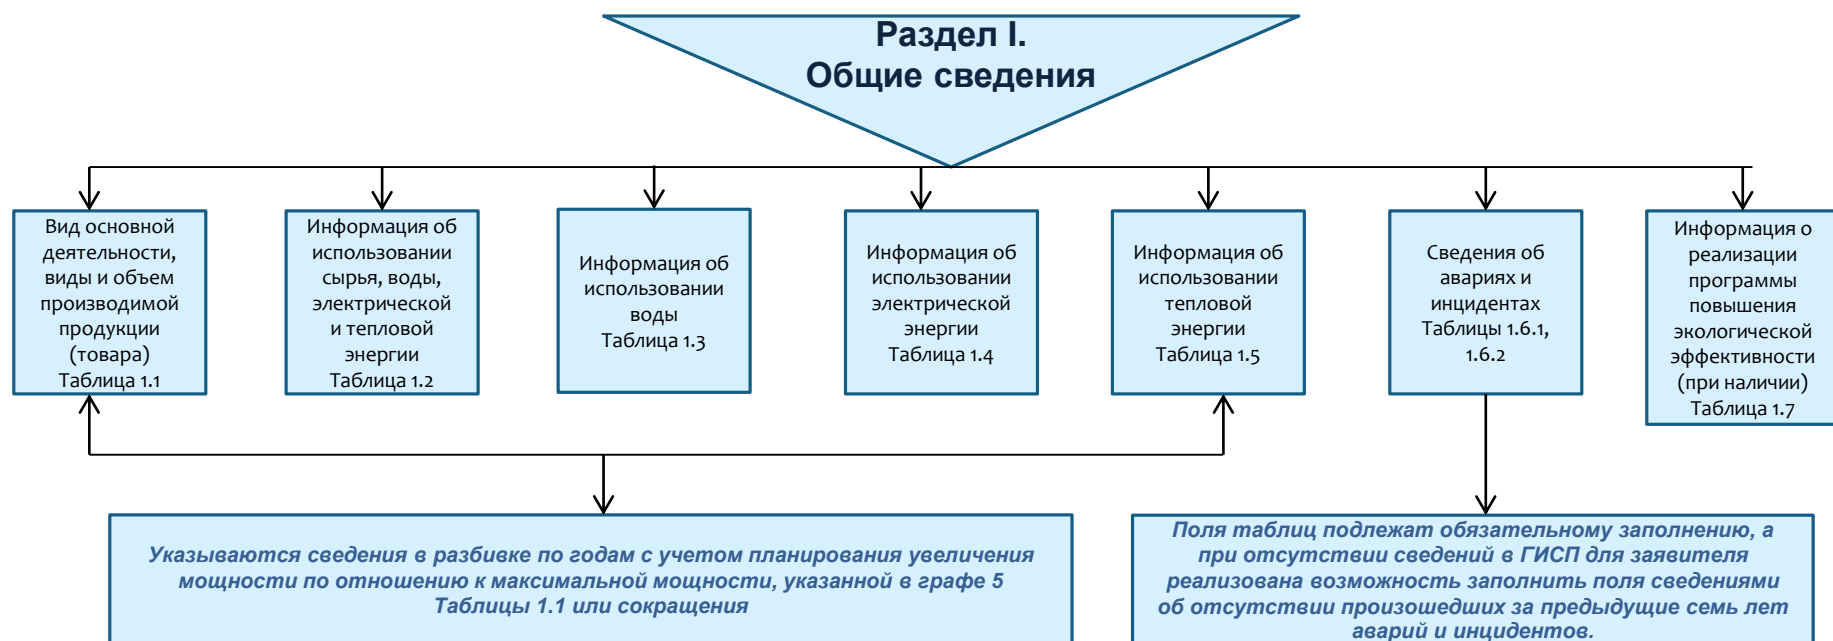 Раздел I.
Общие сведения
Вид основной
деятельности,
виды и объем
производимой
продукции
(товара)
Таблица 1.1
Информация об
использовании
сырья, воды,
электрической
и тепловой
энергии
Таблица 1.2
Информация об
использовании
воды
Таблица 1.3
Информация об
использовании
электрической
энергии
Таблица 1.4
Информация об
использовании
тепловой
энергии
Таблица 1.5
Сведения об
авариях и
инцидентах
Таблицы 1.6.1,
1.6.2
Информация о
реализации
программы
повышения
экологической
эффективности
(при наличии)
Таблица 1.7
Указываются сведения в разбивке по годам с учетом планирования увеличения
мощности по отношению к максимальной мощности, указанной в графе 5
Таблицы 1.1 или сокращения
Поля таблиц подлежат обязательному заполнению, а
при отсутствии сведений в ГИСП для заявителя
реализована возможность заполнить поля сведениями
об отсутствии произошедших за предыдущие семь лет
аварий и инцидентов.